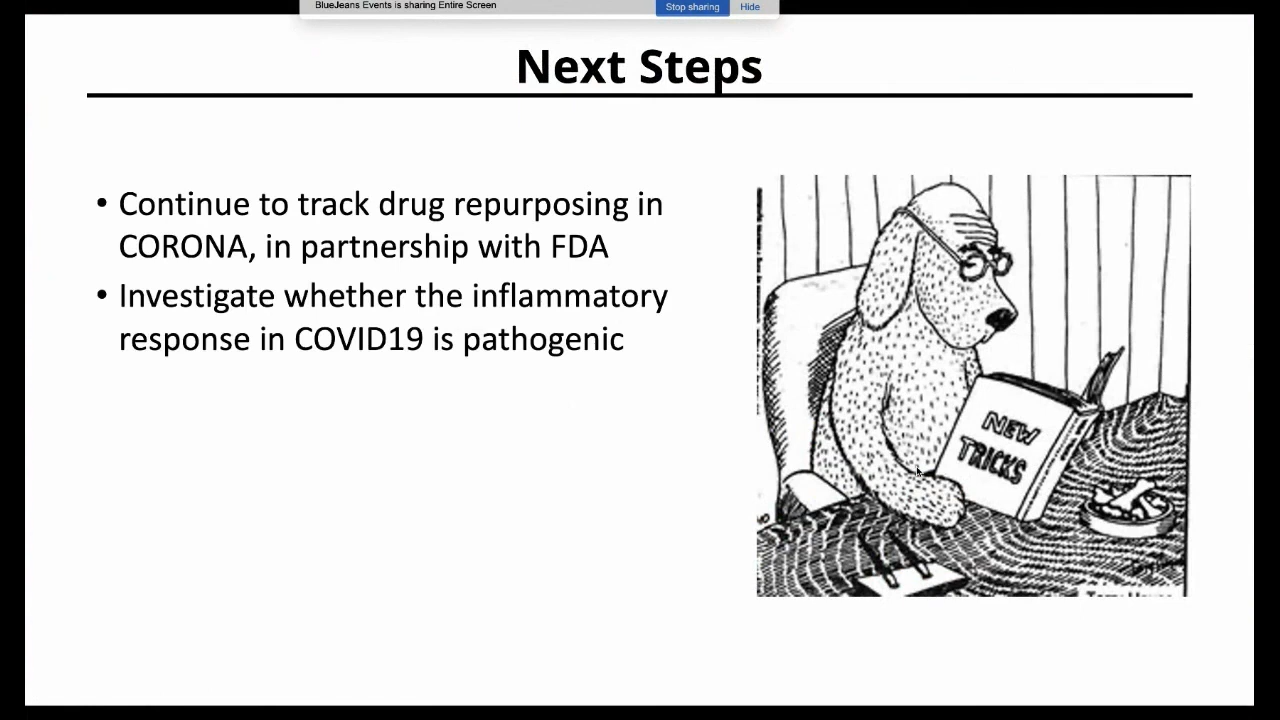 BlueJeans Events is sharing Entire Screen
Stop sharing
Hide
Next Steps
• Continue to track drug repurposing in
CORONA, in partnership with FDA
• Investigate whether the inflammatory
response in COVID19 is pathogenic
NEW
TRICKS